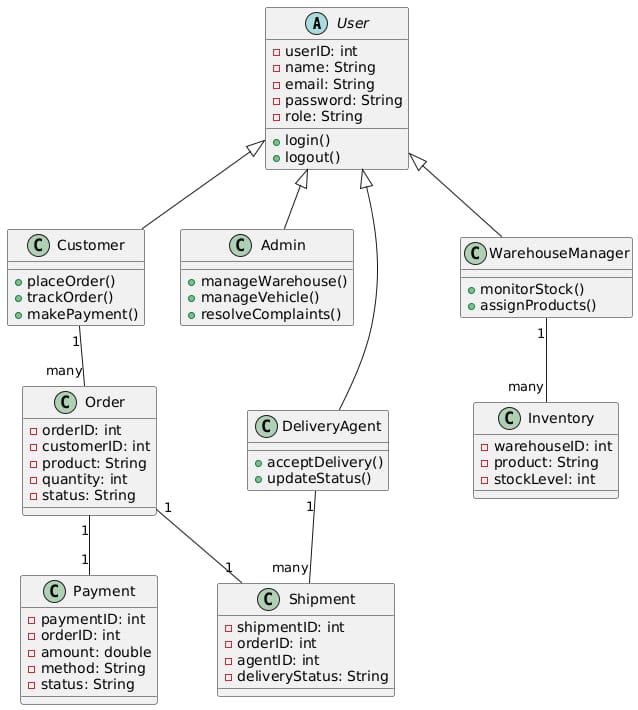 A User
userID: int
name: String
email: String
password: String
role: String
login()
logout()
C Customer
placeOrder()
trackOrder()
makePayment()
C Admin
manageWarehouse()
manageVehicle()
resolveComplaints()
C WarehouseManager
monitorStock()
assignProducts()
1
many
1
many
C Order
orderID: int
customerID: int
product: String
quantity: int
status: String
C DeliveryAgent
acceptDelivery()
updateStatus()
C Inventory
warehouseID: int
product: String
stockLevel: int
1
1
1
1
1
many
C Payment
paymentID: int
orderID: int
amount: double
method: String
status: String
C Shipment
shipmentID: int
orderID: int
agentID: int
deliveryStatus: String